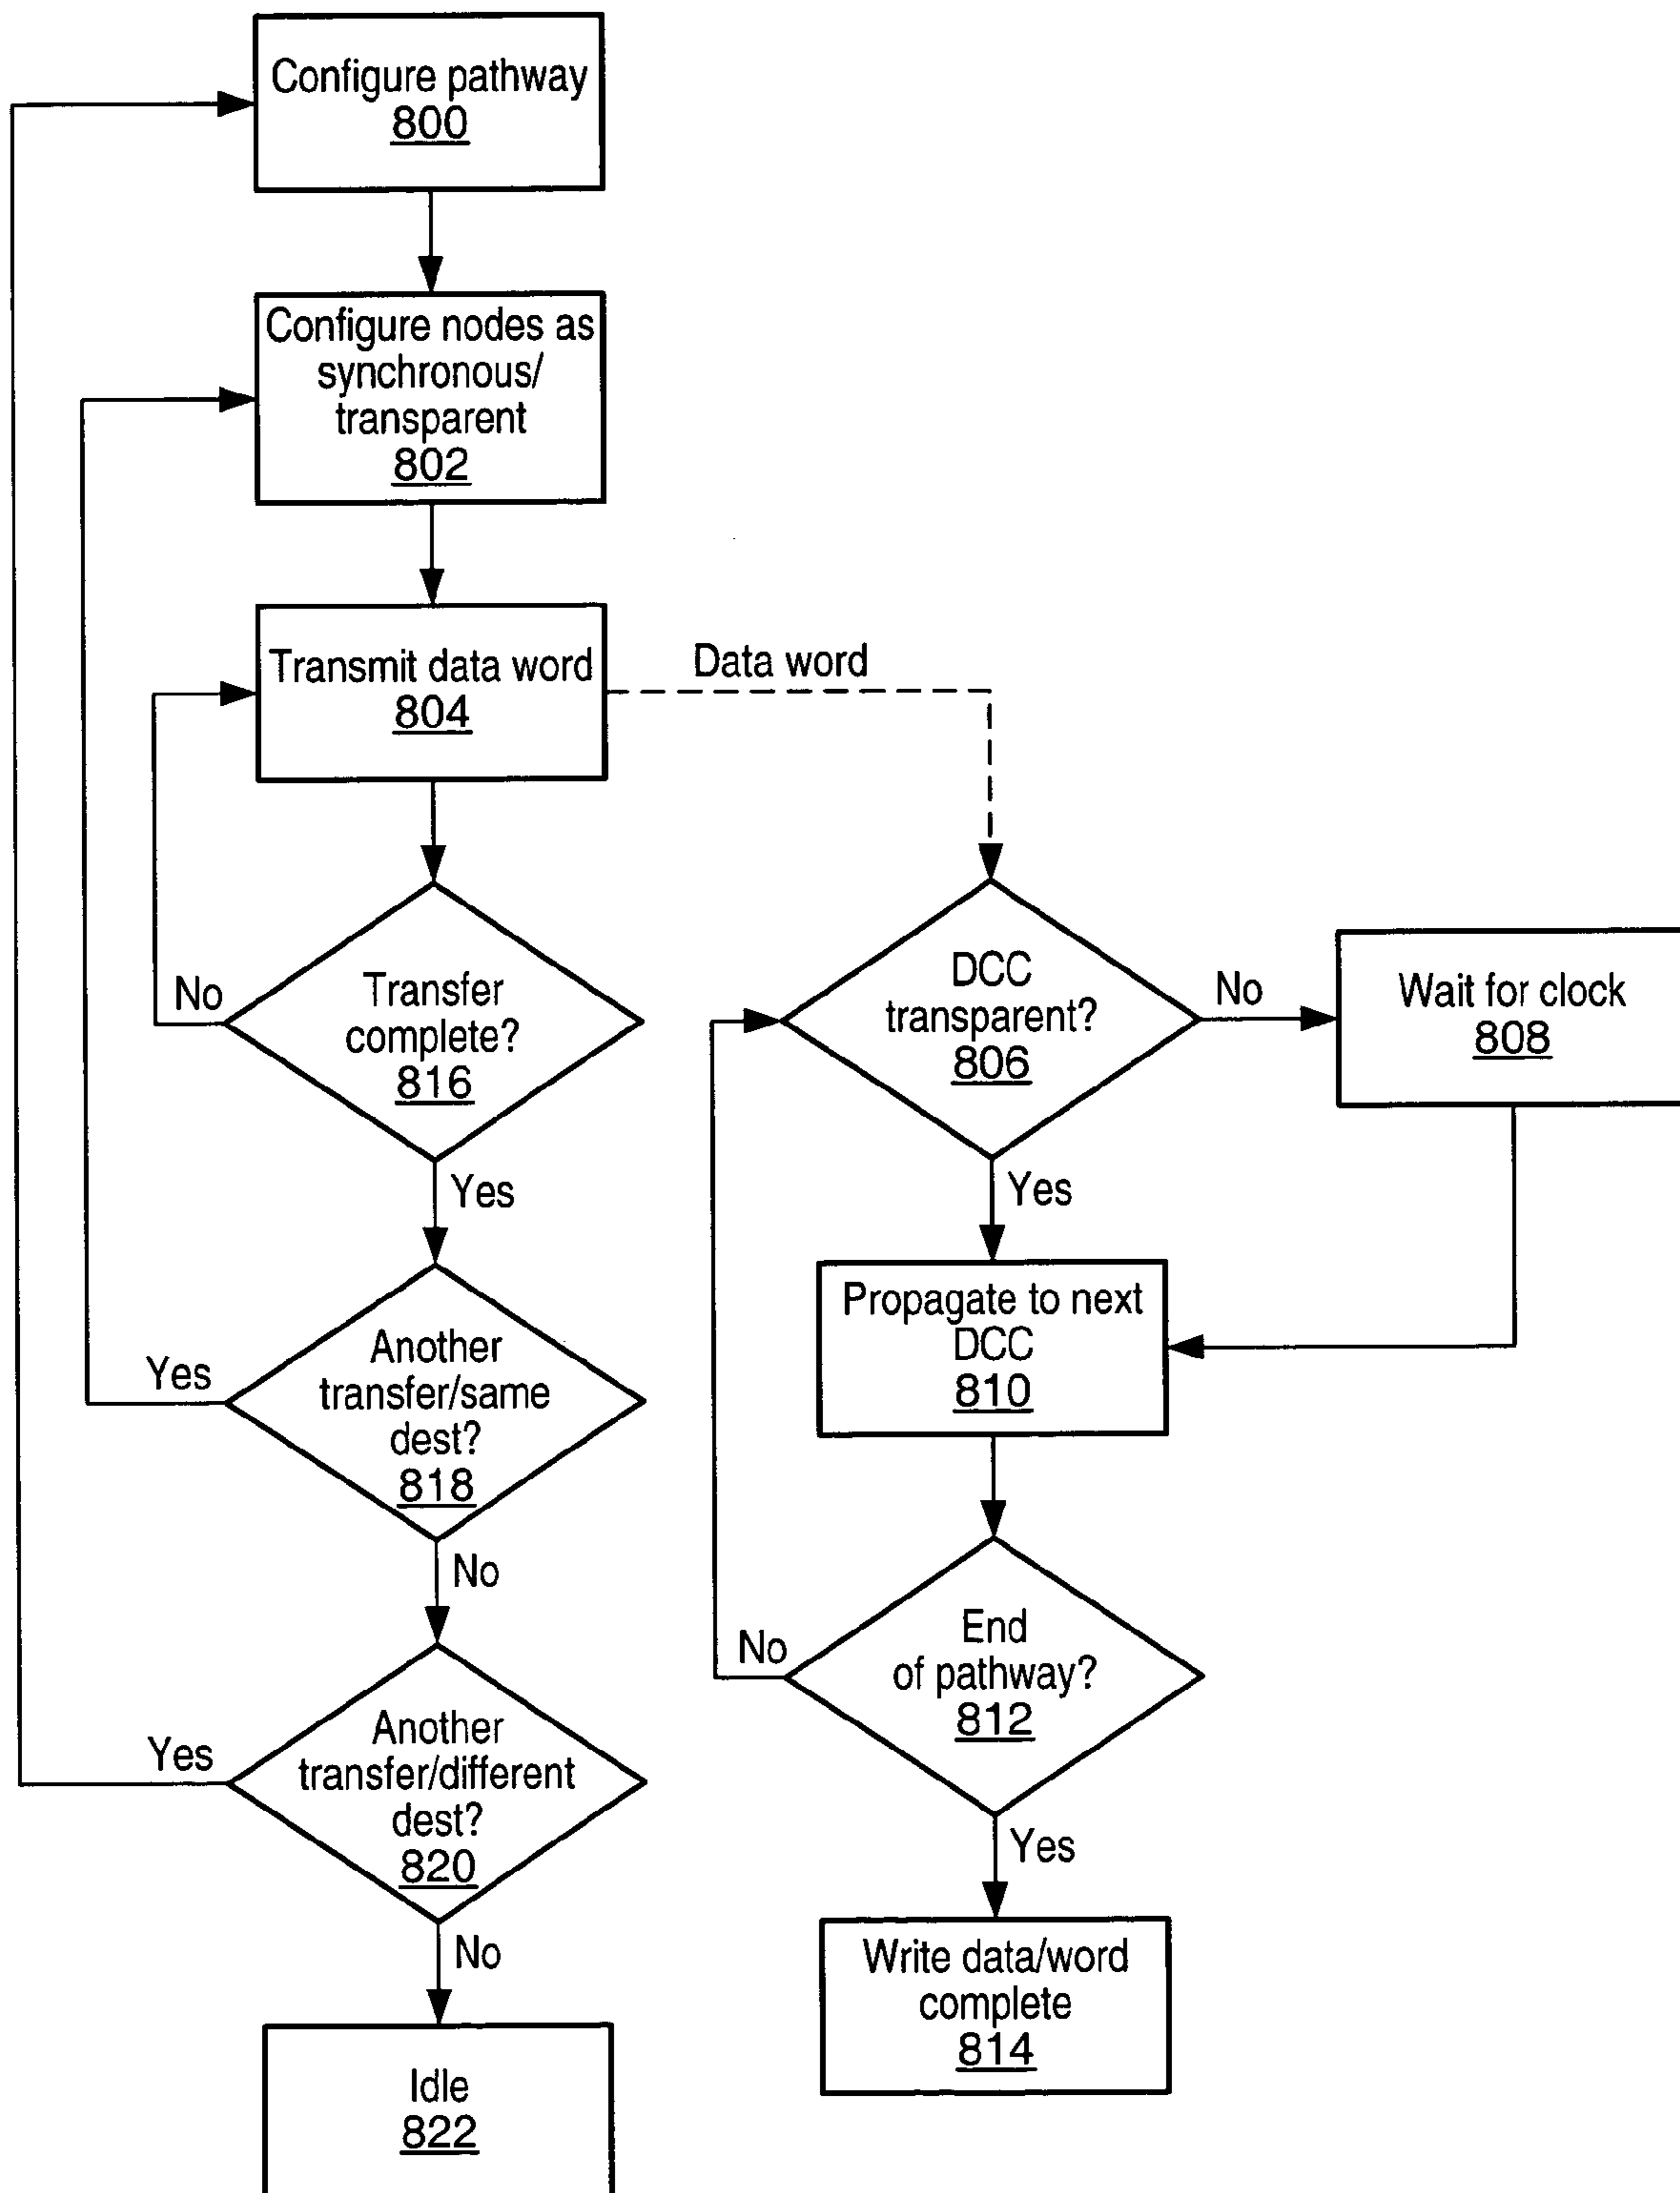 Configure pathway
800
Configure nodes as
synchronous/
transparent
802
Transmit data word
804
Data word
Transfer
complete?
816
No
Yes
Another
transfer/same
dest?
818
Yes
No
Another
transfer/different
dest?
820
Yes
No
Idle
822
DCC
transparent?
806
No
Wait for clock
808
Yes
Propagate to next
DCC
810
End
of pathway?
812
No
Yes
Write data/word
complete
814